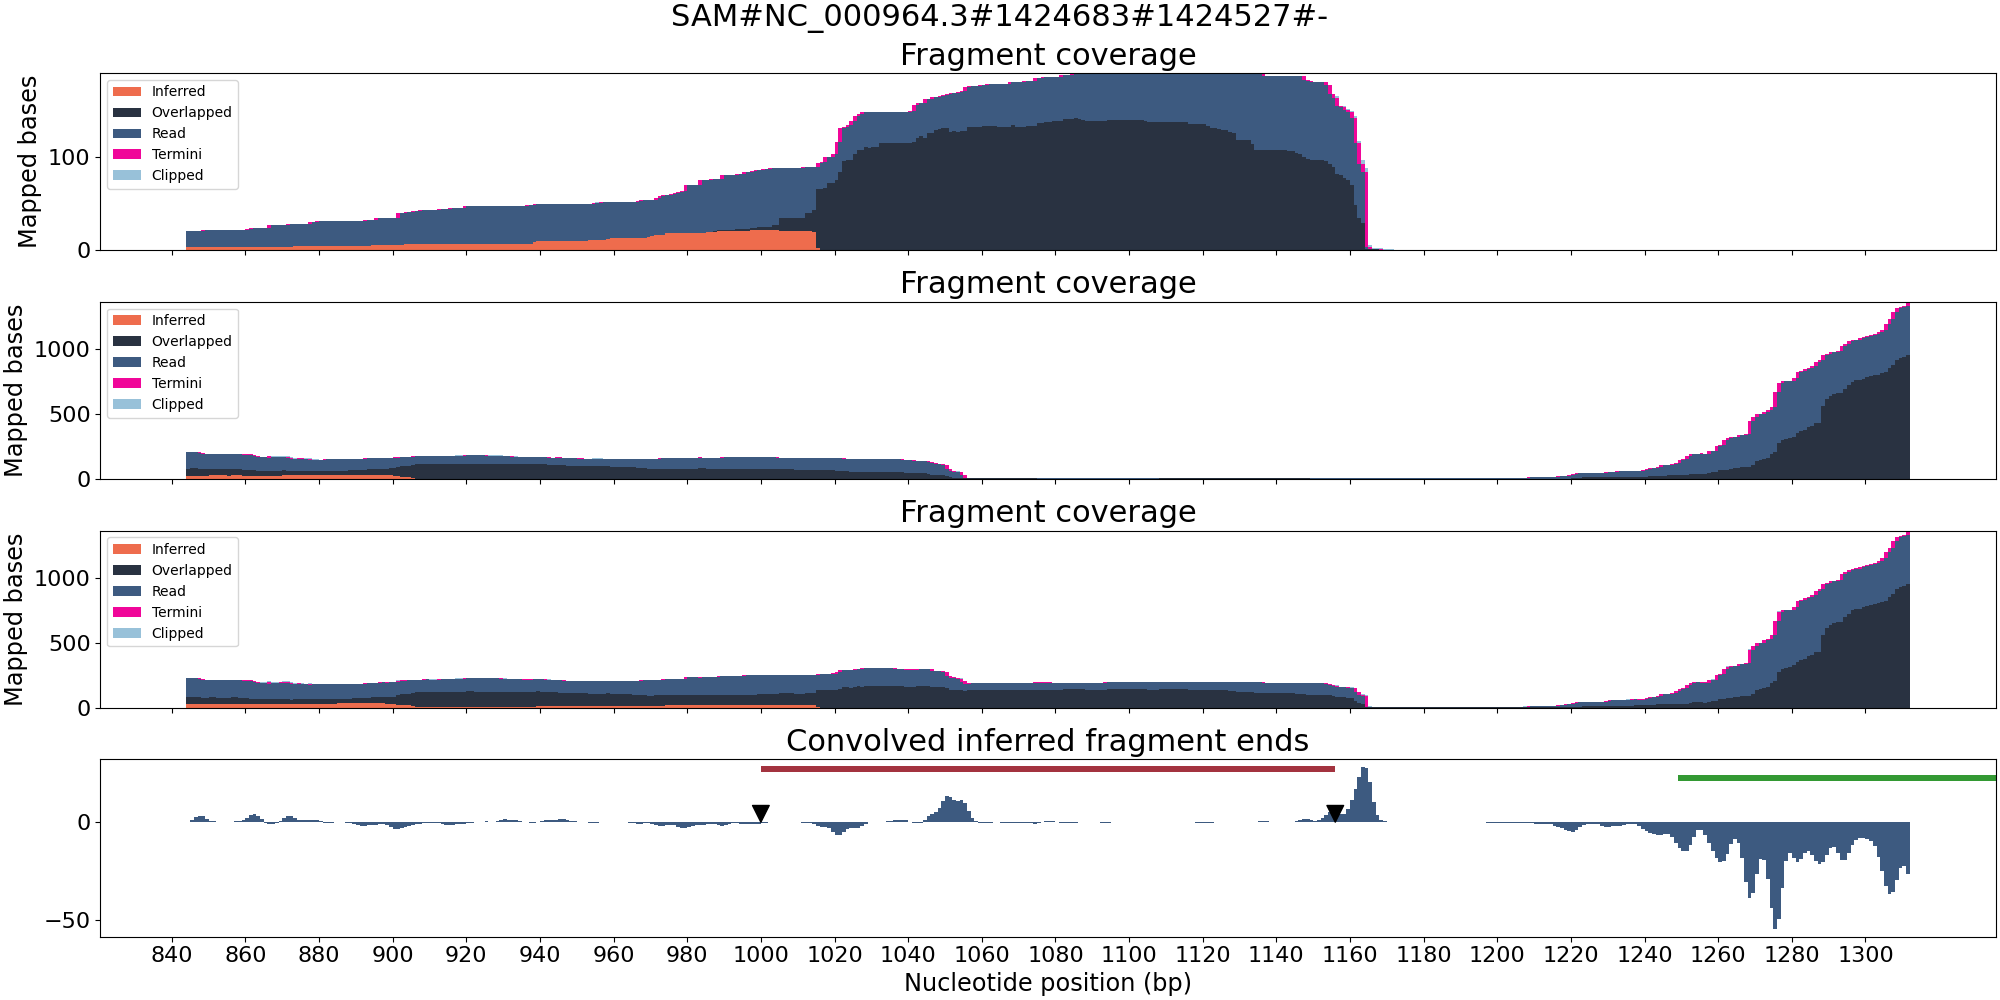 SAM#NC_000964.3#1424683#1424527#-
Fragment coverage
Mapped bases
100
0
Inferred
Overlapped
Read
Termini
Clipped
Fragment coverage
Mapped bases
1000
500
0
Inferred
Overlapped
Read
Termini
Clipped
Fragment coverage
Mapped bases
1000
500
0
Inferred
Overlapped
Read
Termini
Clipped
Convolved inferred fragment ends
0
−50
840 860 880 900 920 940 960 980 1000 1020 1040 1060 1080 1100 1120 1140 1160 1180 1200 1220 1240 1260 1280 1300
Nucleotide position (bp)